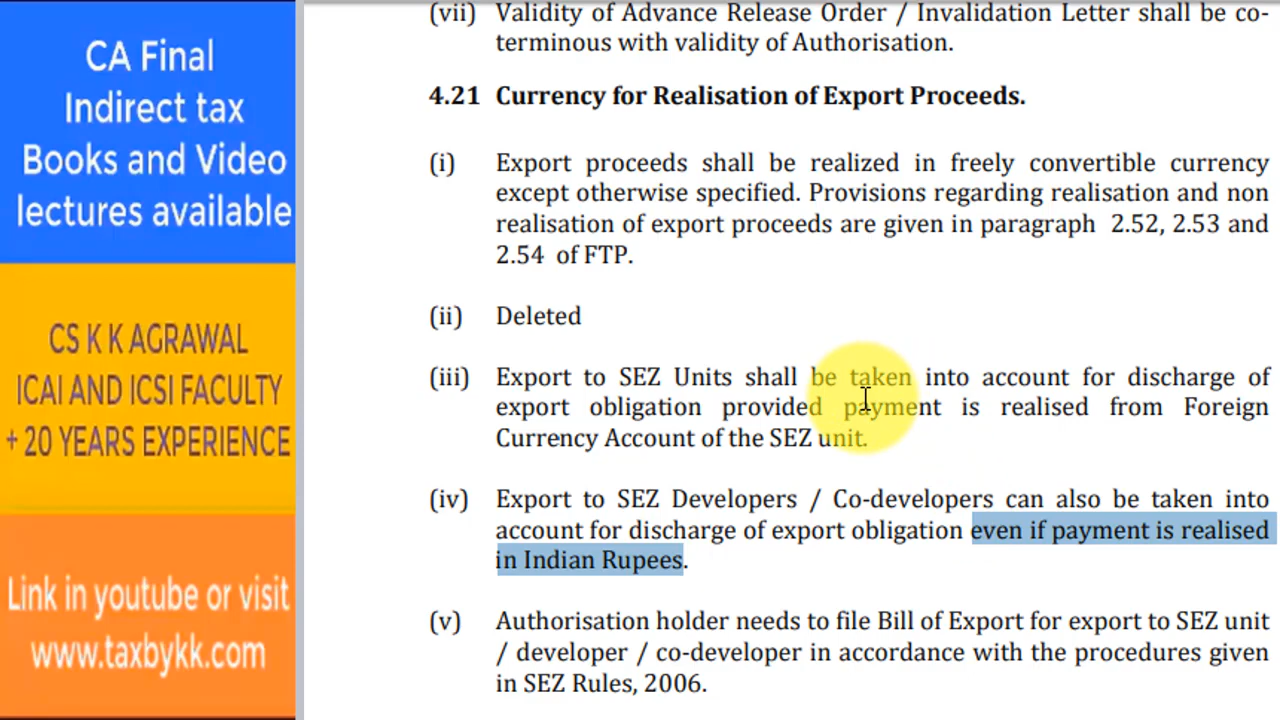 CA Final
Indirect tax
Books and Video
lectures available
CS K K AGRAWAL
ICAI AND ICSI FACULTY
+ 20 YEARS EXPERIENCE
Link in youtube or visit
www.taxbykk.com
(vii) Validity of Advance Release Order / Invalidation Letter shall be co-
terminous with validity of Authorisation.
4.21 Currency for Realisation of Export Proceeds.
(i) Export proceeds shall be realized in freely convertible currency
except otherwise specified. Provisions regarding realisation and non
realisation of export proceeds are given in paragraph 2.52, 2.53 and
2.54 of FTP.
(ii) Deleted
(iii) Export to SEZ Units shall be taken into account for discharge of
export obligation provided payment is realised from Foreign
Currency Account of the SEZ unit.
(iv) Export to SEZ Developers / Co-developers can also be taken into
account for discharge of export obligation even if payment is realised
in Indian Rupees.
(v) Authorisation holder needs to file Bill of Export for export to SEZ unit
/ developer / co-developer in accordance with the procedures given
in SEZ Rules, 2006.